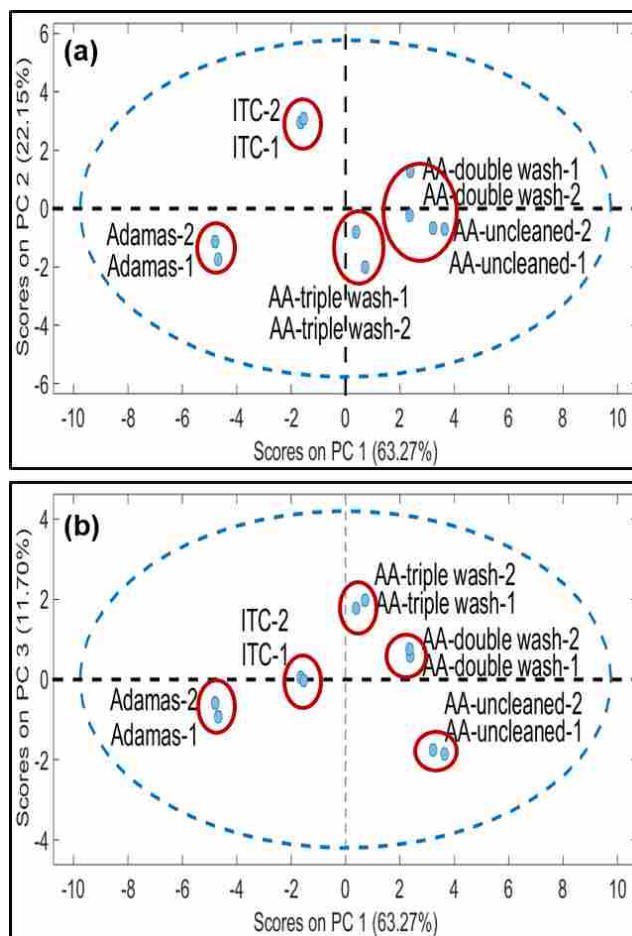 (a)
Scores on PC 2 (22.15%)
6
4
2
0
-2
-4
-6
ITC-2
ITC-1
AA-double wash-1
AA-double wash-2
Adamas-2
Adamas-1
AA-uncleaned-2
AA-uncleaned-1
AA-triple wash-1
AA-triple wash-2
-10 -8 -6 -4 -2 0 2 4 6 8 10
Scores on PC 1 (63.27%)
(b)
Scores on PC 3 (11.70%)
4
2
0
-2
-4
AA-triple wash-2
AA-triple wash-1
ITC-2
ITC-1
AA-double wash-2
AA-double wash-1
Adamas-2
Adamas-1
AA-uncleaned-2
AA-uncleaned-1
-10 -8 -6 -4 -2 0 2 4 6 8 10
Scores on PC 1 (63.27%)